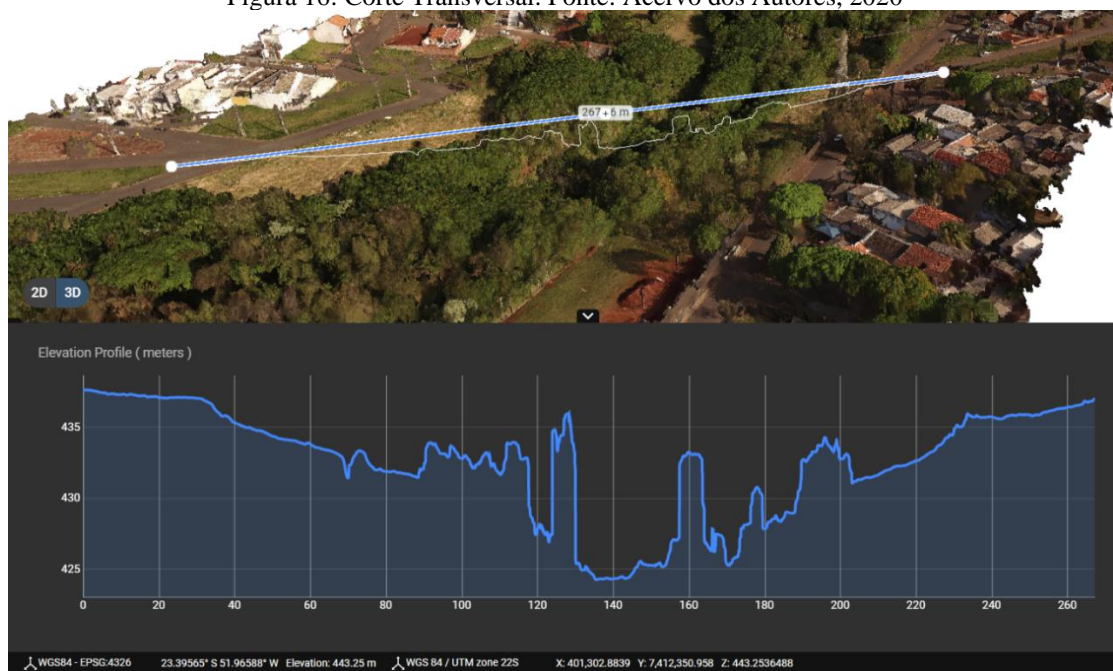 Figura 16: Corte Transversal. Fonte: Acervo dos Autores, 2020
267 + 6 m
2D 3D
Elevation Profile ( meters )
435
430
425
0 20 40 60 80 100 120 140 160 180 200 220 240 260
WGS84 - EPSG:4326 23.39565° S 51.96588° W Elevation: 443.25 m WGS 84 / UTM zone 22S X: 401,302.8839 Y: 7,412,350.958 Z: 443.2536488